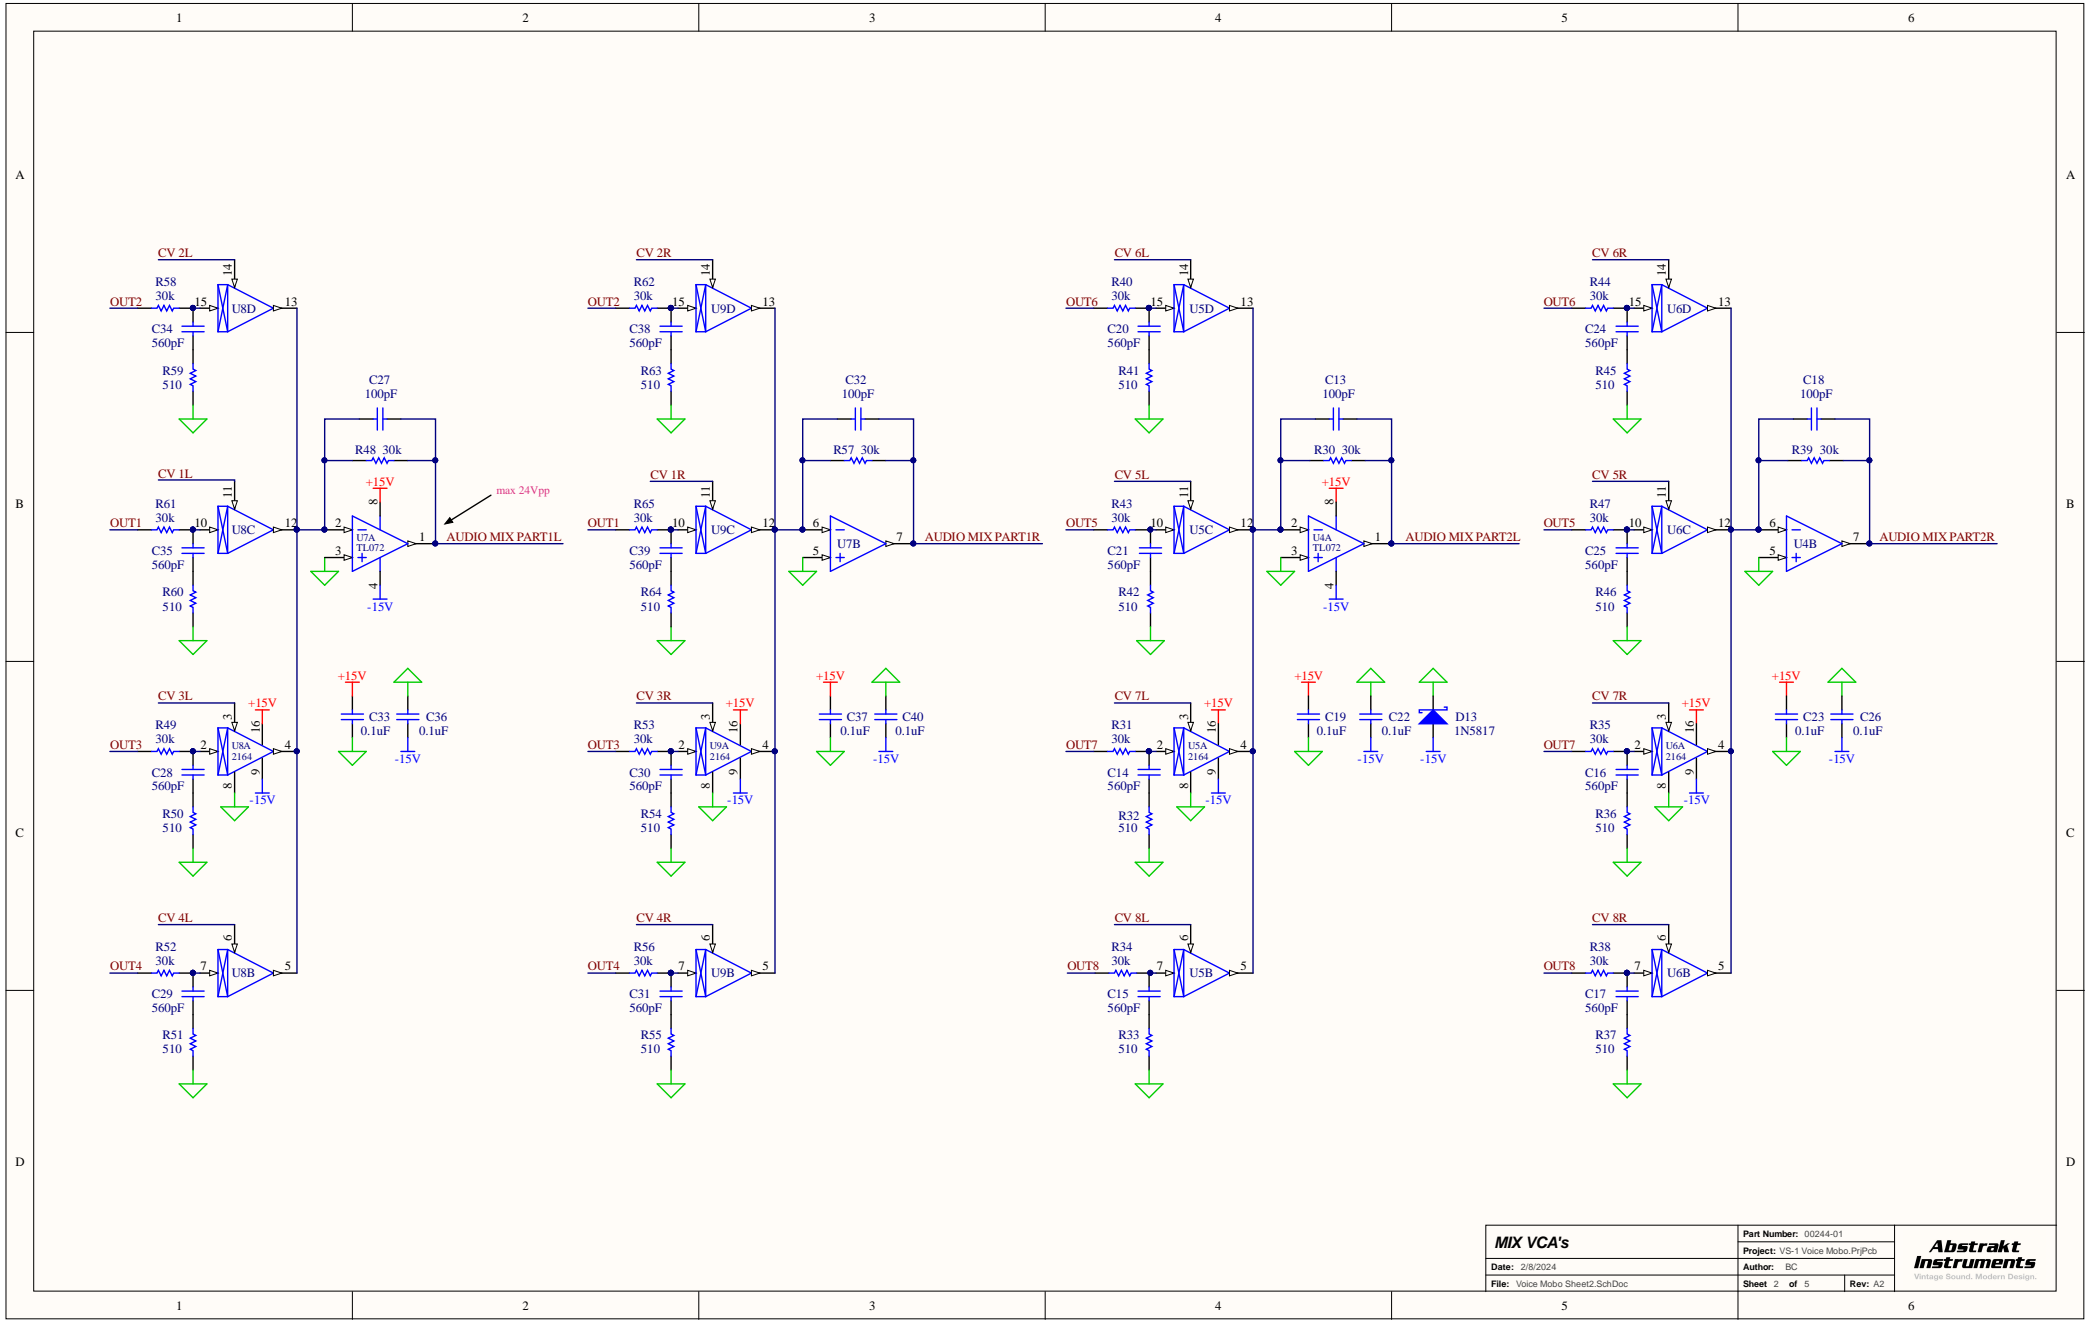 1 2 3 4 5 6
A
A
B
B
C
C
D
D
CV 2L
14
R58
30k
OUT2
15
U8D
13
C34
560pF
R59
510
CV 1L
11
R61
30k
OUT1
10
U8C
12
C35
560pF
R60
510
CV 3L
3
+15V
16
R49
30k
OUT3
2
U8A
2164
4
9
8
-15V
C28
560pF
R50
510
CV 4L
6
R52
30k
OUT4
7
U8B
5
C29
560pF
R51
510
C27
100pF
R48 30k
+15V
8
2
U7A
TL072
3
1
4
-15V
max 24Vpp
AUDIO MIX PART1L
+15V
C33
0.1uF
C36
0.1uF
-15V
CV 2R
14
R62
30k
OUT2
15
U9D
13
C38
560pF
R63
510
CV 1R
11
R65
30k
OUT1
10
U9C
12
C39
560pF
R64
510
CV 3R
3
+15V
16
R53
30k
OUT3
2
U9A
2164
4
9
8
-15V
C30
560pF
R54
510
CV 4R
6
R56
30k
OUT4
7
U9B
5
C31
560pF
R55
510
C32
100pF
R57 30k
6
5
U7B
7
AUDIO MIX PART1R
+15V
C37
0.1uF
C40
0.1uF
-15V
CV 6L
14
R40
30k
OUT6
15
U5D
13
C20
560pF
R41
510
CV 5L
11
R43
30k
OUT5
10
U5C
12
C21
560pF
R42
510
CV 7L
3
+15V
16
R31
30k
OUT7
2
U5A
2164
4
9
8
-15V
C14
560pF
R32
510
CV 8L
6
R34
30k
OUT8
7
U5B
5
C15
560pF
R33
510
C13
100pF
R30 30k
+15V
8
2
U4A
TL072
3
1
4
-15V
AUDIO MIX PART2L
+15V
C19
0.1uF
C22
0.1uF
-15V
D13
1N5817
-15V
CV 6R
14
R44
30k
OUT6
15
U6D
13
C24
560pF
R45
510
CV 5R
11
R47
30k
OUT5
10
U6C
12
C25
560pF
R46
510
CV 7R
3
+15V
16
R35
30k
OUT7
2
U6A
2164
4
9
8
-15V
C16
560pF
R36
510
CV 8R
6
R38
30k
OUT8
7
U6B
5
C17
560pF
R37
510
C18
100pF
R39 30k
6
5
U4B
7
AUDIO MIX PART2R
+15V
C23
0.1uF
C26
0.1uF
-15V
MIX VCA's
Date: 2/8/2024
File: Voice Mobo Sheet2.SchDoc
Part Number: 00244-01
Project: VS-1 Voice Mobo.PrjPcb
Author: BC
Sheet 2 of 5 Rev: A2
Abstrakt
Instruments
Vintage Sound. Modern Design.
1 2 3 4 5 6